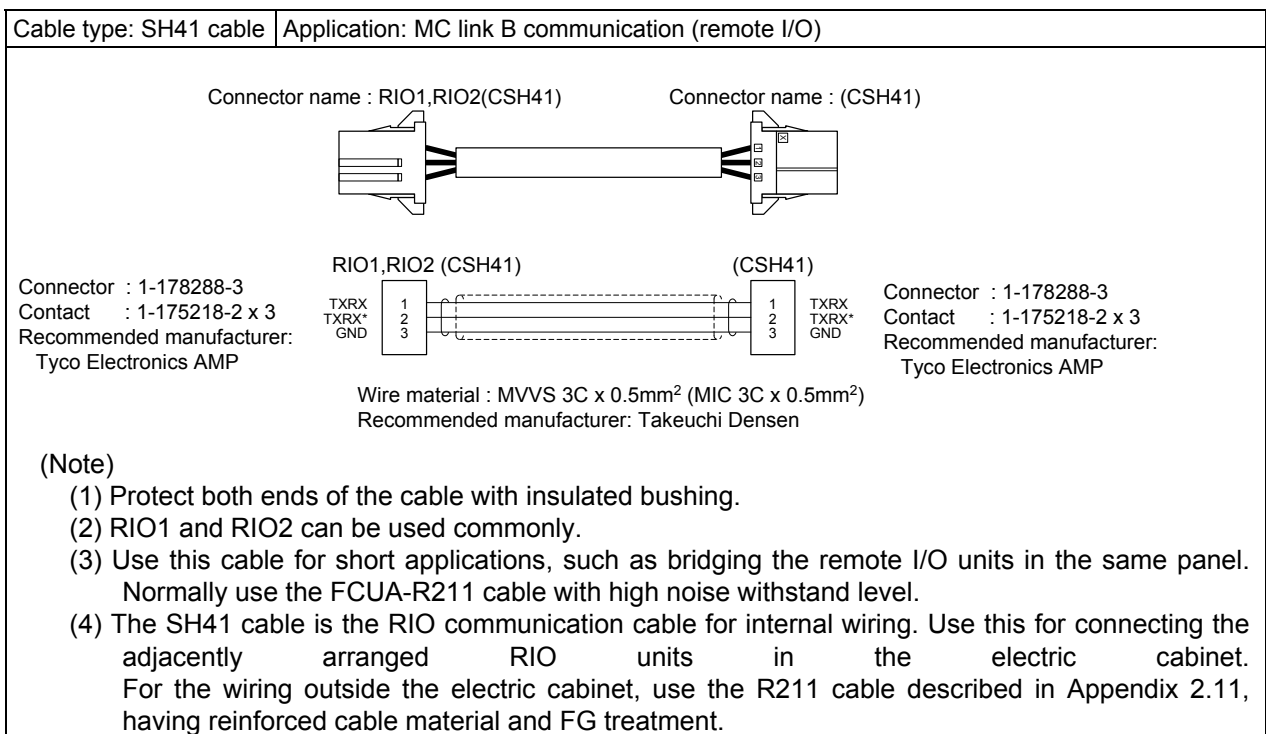 Cable type: SH41 cable Application: MC link B communication (remote I/O)
Connector name : RIO1,RIO2(CSH41)
Connector name : (CSH41)
X
1
2
3
RIO1,RIO2 (CSH41)
(CSH41)
Connector : 1-178288-3
Contact : 1-175218-2 x 3
Recommended manufacturer:
Tyco Electronics AMP
TXRX 1
TXRX* 2
GND 3
1 TXRX
2 TXRX*
3 GND
Connector : 1-178288-3
Contact : 1-175218-2 x 3
Recommended manufacturer:
Tyco Electronics AMP
Wire material : MVVS 3C x 0.5mm² (MIC 3C x 0.5mm²)
Recommended manufacturer: Takeuchi Densen
(Note)
(1) Protect both ends of the cable with insulated bushing.
(2) RIO1 and RIO2 can be used commonly.
(3) Use this cable for short applications, such as bridging the remote I/O units in the same panel.
Normally use the FCUA-R211 cable with high noise withstand level.
(4) The SH41 cable is the RIO communication cable for internal wiring. Use this for connecting the
adjacently arranged RIO units in the electric cabinet.
For the wiring outside the electric cabinet, use the R211 cable described in Appendix 2.11,
having reinforced cable material and FG treatment.